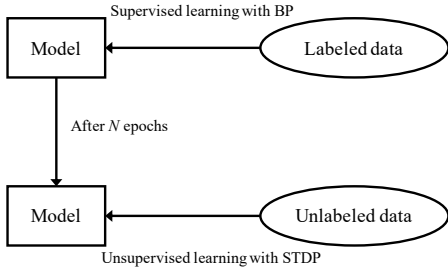 Supervised learning with BP
Model
Labeled data
After N epochs
Model
Unlabeled data
Unsupervised learning with STDP